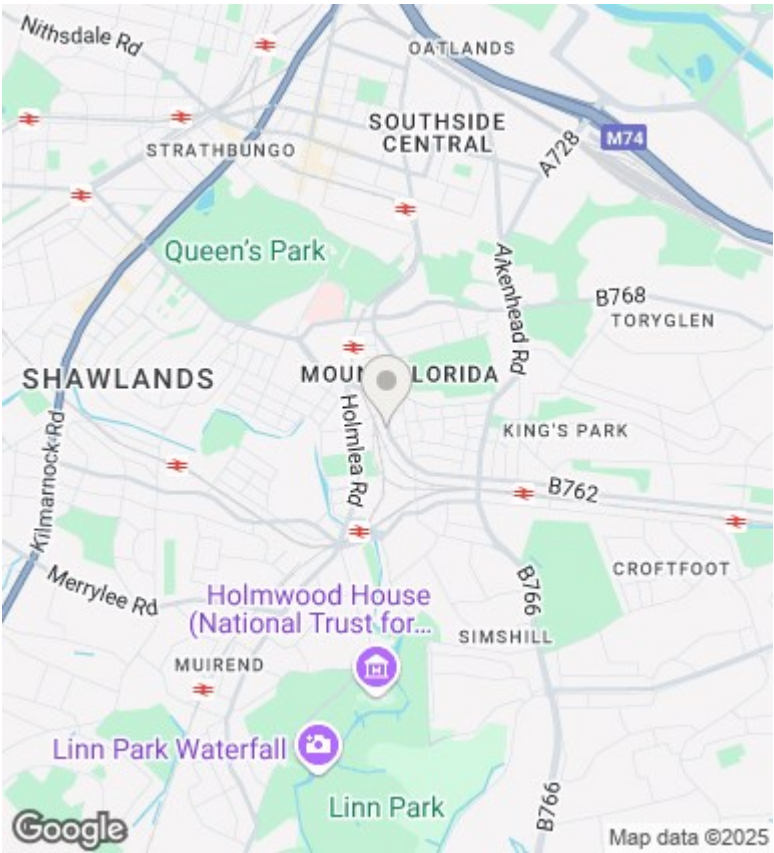 Nithsdale Rd
OATLANDS
SOUTHSIDE
CENTRAL
M74
A728
STRATHBUNGO
Queen's Park
Aikenhead Rd
B768
TORYGLEN
SHAWLANDS
MOUN LORIDA
Holmlea Rd
KING'S PARK
Kilmarnock Rd
B762
CROFTFOOT
Merrylee Rd
B766
Holmwood House
(National Trust for...
SIMSHILL
MUIREND
Linn Park Waterfall
Linn Park
B766
Google
Map data ©2025